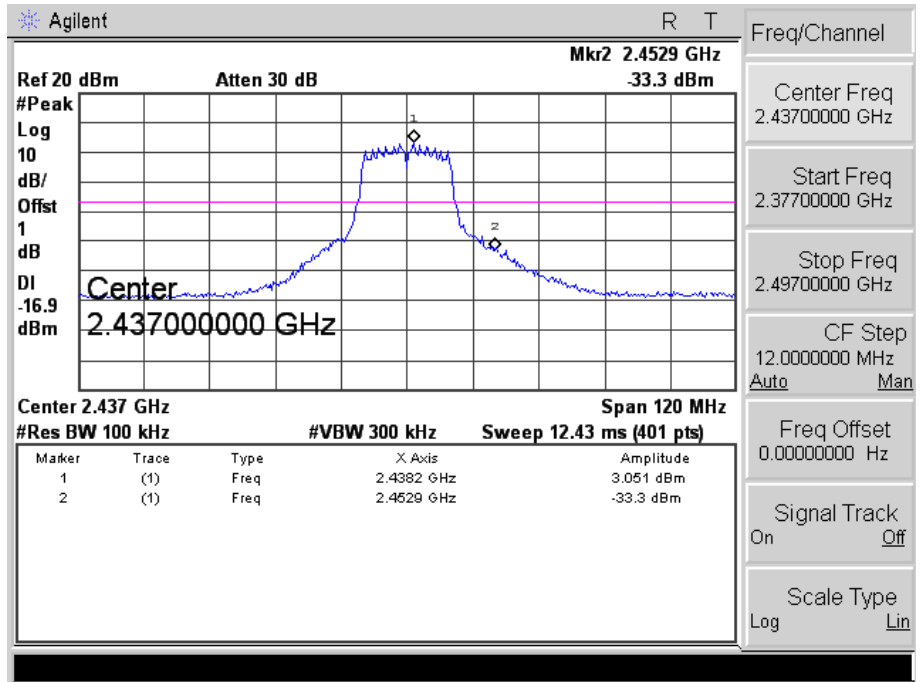 Agilent R T
Mkr2 2.4529 GHz
Ref 20 dBm Atten 30 dB -33.3 dBm
#Peak
Log
10
dB/
Offst
1
dB
DI
-16.9
dBm
1
2
Center
2.437000000 GHz
Center 2.437 GHz Span 120 MHz
#Res BW 100 kHz #VBW 300 kHz Sweep 12.43 ms (401 pts)
Marker Trace Type X Axis Amplitude
1 (1) Freq 2.4382 GHz 3.051 dBm
2 (1) Freq 2.4529 GHz -33.3 dBm
Freq/Channel
Center Freq
2.43700000 GHz
Start Freq
2.37700000 GHz
Stop Freq
2.49700000 GHz
CF Step
12.0000000 MHz
Auto Man
Freq Offset
0.00000000 Hz
Signal Track
On Off
Scale Type
Log Lin